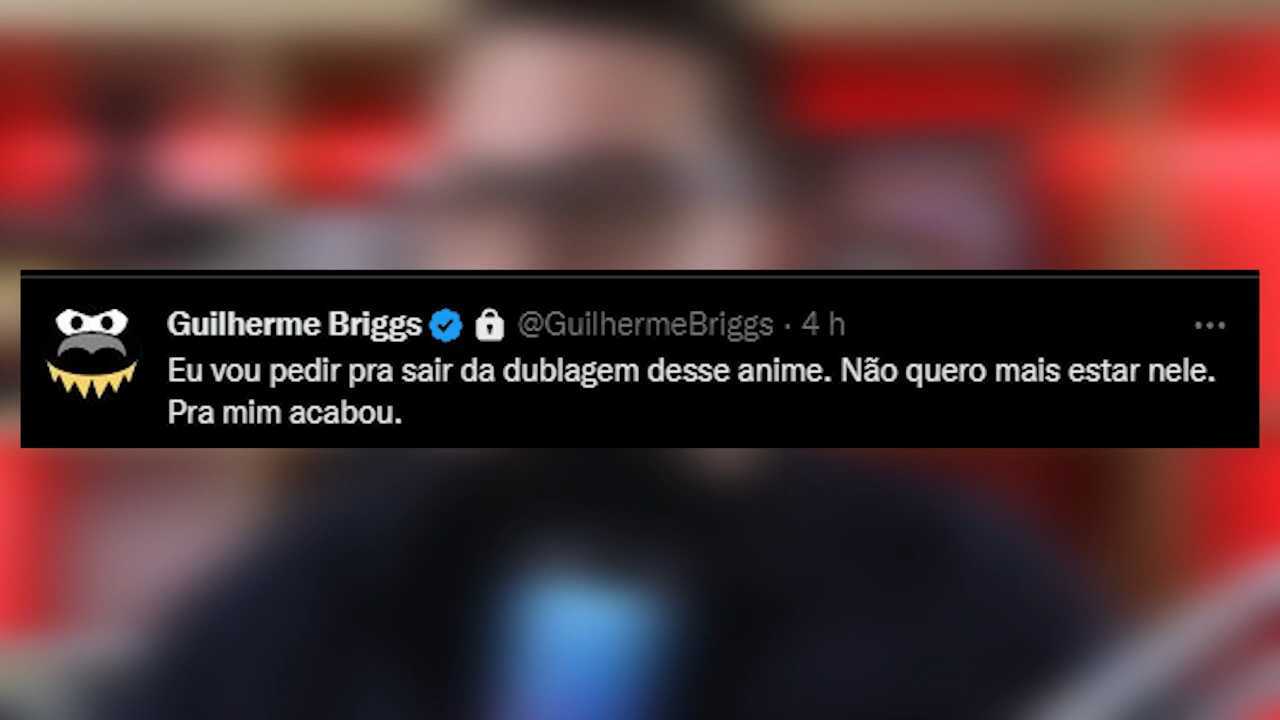 Guilherme Briggs @GuilhermeBriggs · 4 h
Eu vou pedir pra sair da dublagem desse anime. Não quero mais estar nele.
Pra mim acabou.